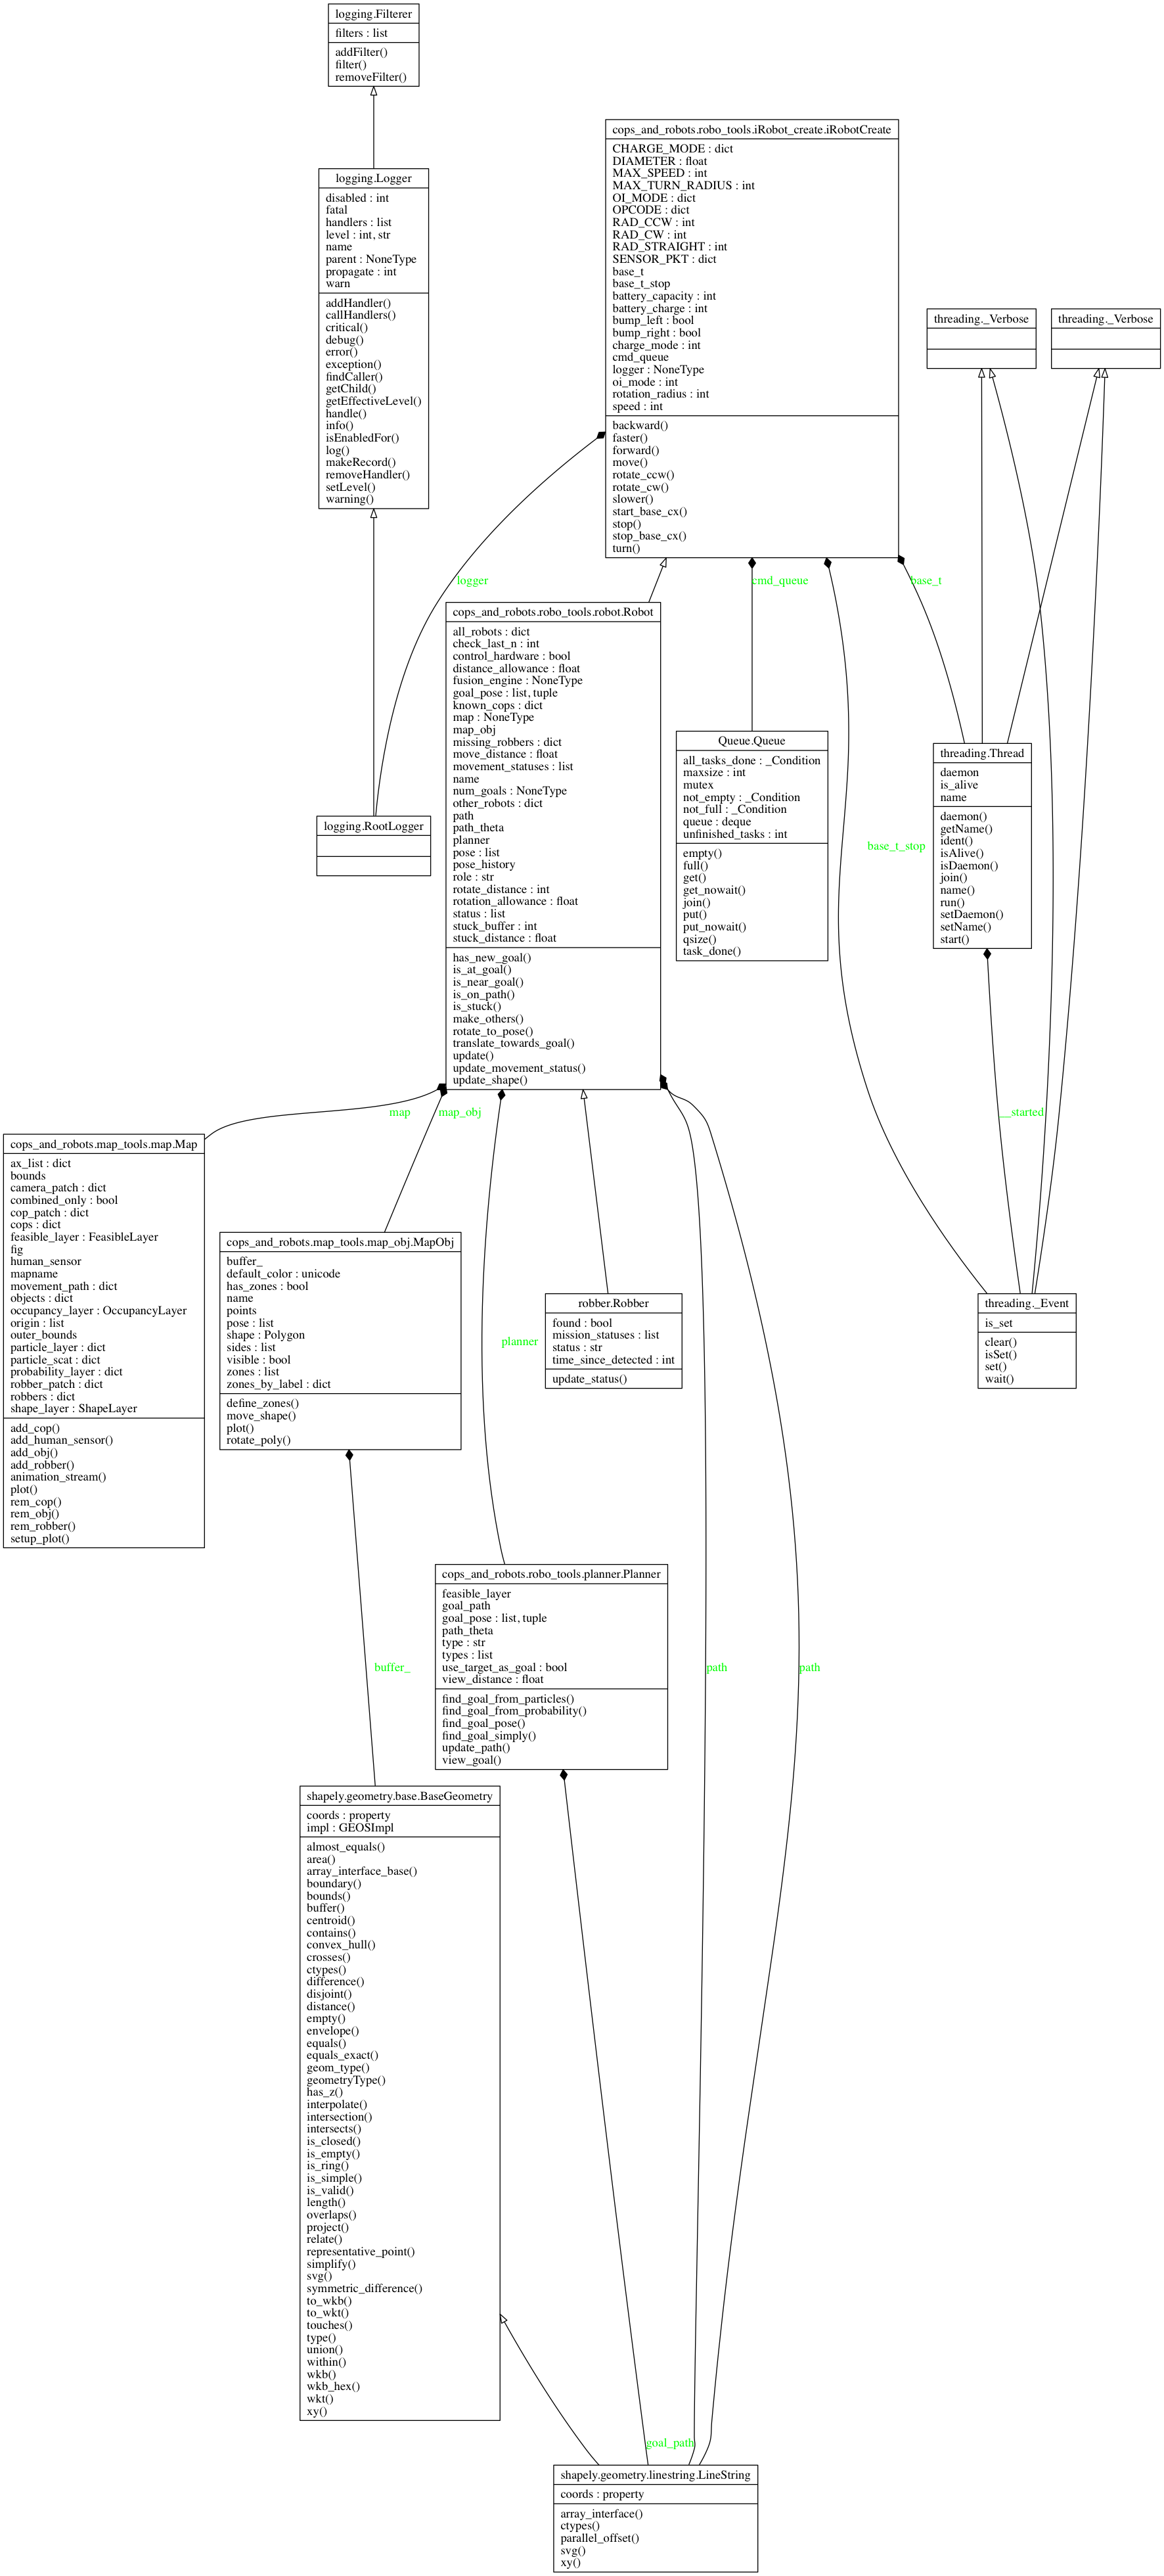 logging.Filterer
filters : list
addFilter()
filter()
removeFilter()
cops_and_robots.robo_tools.iRobot_create.iRobotCreate
CHARGE_MODE : dict
DIAMETER : float
MAX_SPEED : int
MAX_TURN_RADIUS : int
OI_MODE : dict
OPCODE : dict
RAD_CCW : int
RAD_CW : int
RAD_STRAIGHT : int
SENSOR_PKT : dict
base_t
base_t_stop
battery_capacity : int
battery_charge : int
bump_left : bool
bump_right : bool
charge_mode : int
cmd_queue
logger : NoneType
oi_mode : int
rotation_radius : int
speed : int
backward()
faster()
forward()
move()
rotate_ccw()
rotate_cw()
slower()
start_base_cx()
stop()
stop_base_cx()
turn()
logging.Logger
disabled : int
fatal
handlers : list
level : int, str
name
parent : NoneType
propagate : int
warn
addHandler()
callHandlers()
critical()
debug()
error()
exception()
findCaller()
getChild()
getEffectiveLevel()
handle()
info()
isEnabledFor()
log()
makeRecord()
removeHandler()
setLevel()
warning()
threading._Verbose
threading._Verbose
logger
cmd_queue
base_t
cops_and_robots.robo_tools.robot.Robot
all_robots : dict
check_last_n : int
control_hardware : bool
distance_allowance : float
fusion_engine : NoneType
goal_pose : list, tuple
known_cops : dict
map : NoneType
map_obj
missing_robbers : dict
move_distance : float
movement_statuses : list
name
num_goals : NoneType
other_robots : dict
path
path_theta
planner
pose : list
pose_history
role : str
rotate_distance : int
rotation_allowance : float
status : list
stuck_buffer : int
stuck_distance : float
has_new_goal()
is_at_goal()
is_near_goal()
is_on_path()
is_stuck()
make_others()
rotate_to_pose()
translate_towards_goal()
update()
update_movement_status()
update_shape()
Queue.Queue
all_tasks_done : _Condition
maxsize : int
mutex
not_empty : _Condition
not_full : _Condition
queue : deque
unfinished_tasks : int
empty()
full()
get()
get_nowait()
join()
put()
put_nowait()
qsize()
task_done()
threading.Thread
daemon
is_alive
name
daemon()
getName()
ident()
isAlive()
isDaemon()
join()
name()
run()
setDaemon()
setName()
start()
logging.RootLogger
base_t_stop
map
map_obj
__started
cops_and_robots.map_tools.map.Map
ax_list : dict
bounds
camera_patch : dict
combined_only : bool
cop_patch : dict
cops : dict
feasible_layer : FeasibleLayer
fig
human_sensor
mapname
movement_path : dict
objects : dict
occupancy_layer : OccupancyLayer
origin : list
outer_bounds
particle_layer : dict
particle_scat : dict
probability_layer : dict
robber_patch : dict
robbers : dict
shape_layer : ShapeLayer
add_cop()
add_human_sensor()
add_obj()
add_robber()
animation_stream()
plot()
rem_cop()
rem_obj()
rem_robber()
setup_plot()
cops_and_robots.map_tools.map_obj.MapObj
buffer_
default_color : unicode
has_zones : bool
name
points
pose : list
shape : Polygon
sides : list
visible : bool
zones : list
zones_by_label : dict
define_zones()
move_shape()
plot()
rotate_poly()
planner
robber.Robber
found : bool
mission_statuses : list
status : str
time_since_detected : int
update_status()
threading._Event
is_set
clear()
isSet()
set()
wait()
cops_and_robots.robo_tools.planner.Planner
feasible_layer
goal_path
goal_pose : list, tuple
path_theta
type : str
types : list
use_target_as_goal : bool
view_distance : float
find_goal_from_particles()
find_goal_from_probability()
find_goal_pose()
find_goal_simply()
update_path()
view_goal()
buffer_
path
path
shapely.geometry.base.BaseGeometry
coords : property
impl : GEOSImpl
almost_equals()
area()
array_interface_base()
boundary()
bounds()
buffer()
centroid()
contains()
convex_hull()
crosses()
ctypes()
difference()
disjoint()
distance()
empty()
envelope()
equals()
equals_exact()
geom_type()
geometryType()
has_z()
interpolate()
intersection()
intersects()
is_closed()
is_empty()
is_ring()
is_simple()
is_valid()
length()
overlaps()
project()
relate()
representative_point()
simplify()
svg()
symmetric_difference()
to_wkb()
to_wkt()
touches()
type()
union()
within()
wkb()
wkb_hex()
wkt()
xy()
goal_path
shapely.geometry.linestring.LineString
coords : property
array_interface()
ctypes()
parallel_offset()
svg()
xy()